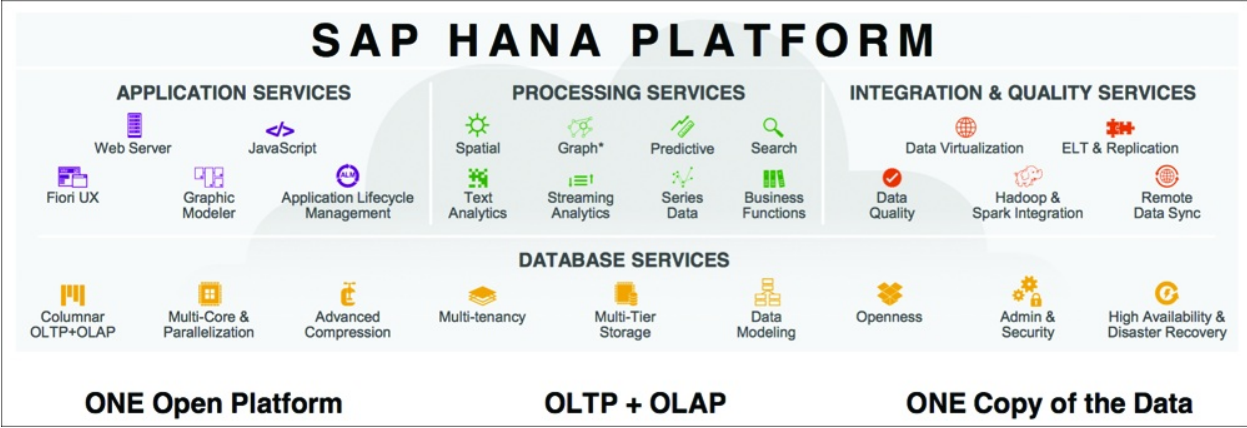 SAP HANA PLATFORM
APPLICATION SERVICES
Web Server
</>
JavaScript
Fiori UX
Graphic
Modeler
ALM
Application Lifecycle
Management
PROCESSING SERVICES
Spatial
Graph*
Predictive
Search
Text
Analytics
Streaming
Analytics
Series
Data
Business
Functions
INTEGRATION & QUALITY SERVICES
Data Virtualization
ELT & Replication
Data
Quality
Hadoop &
Spark Integration
Remote
Data Sync
DATABASE SERVICES
Columnar
OLTP+OLAP
Multi-Core &
Parallelization
Advanced
Compression
Multi-tenancy
Multi-Tier
Storage
Data
Modeling
Openness
Admin &
Security
High Availability &
Disaster Recovery
ONE Open Platform
OLTP + OLAP
ONE Copy of the Data